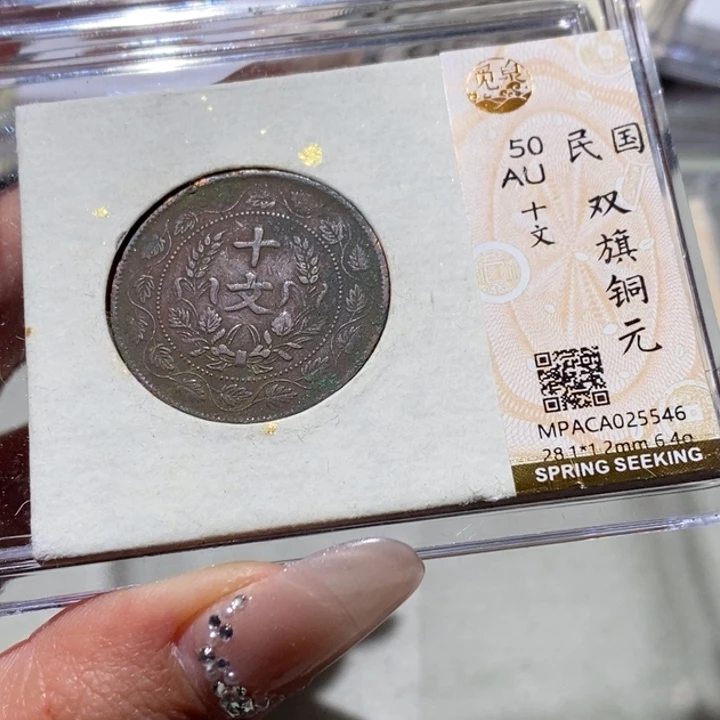 十
文
觅泉
50
AU
十文
民国
双旗铜元
MPACA025546
28.1*1.2mm 6.4g
SPRING SEEKING